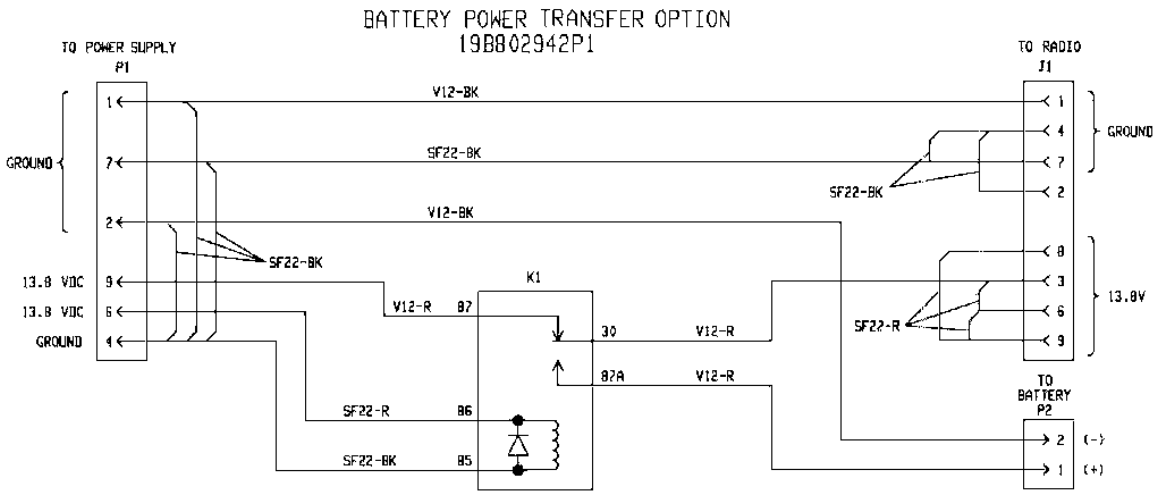 BATTERY POWER TRANSFER OPTION
19B802942P1
TO POWER SUPPLY
P1
TO RADIO
J1
1
V12-BK
1
4
GROUND
GROUND
7
SF22-BK
7
SF22-BK
2
2
V12-BK
SF22-BK
8
13.8 VDC
9
K1
3
13.8V
13.8 VDC
6
V12-R
87
6
SF22-R
GROUND
4
30
V12-R
9
87A
V12-R
TO
BATTERY
P2
SF22-R
86
2
(-)
SF22-BK
85
1
(+)